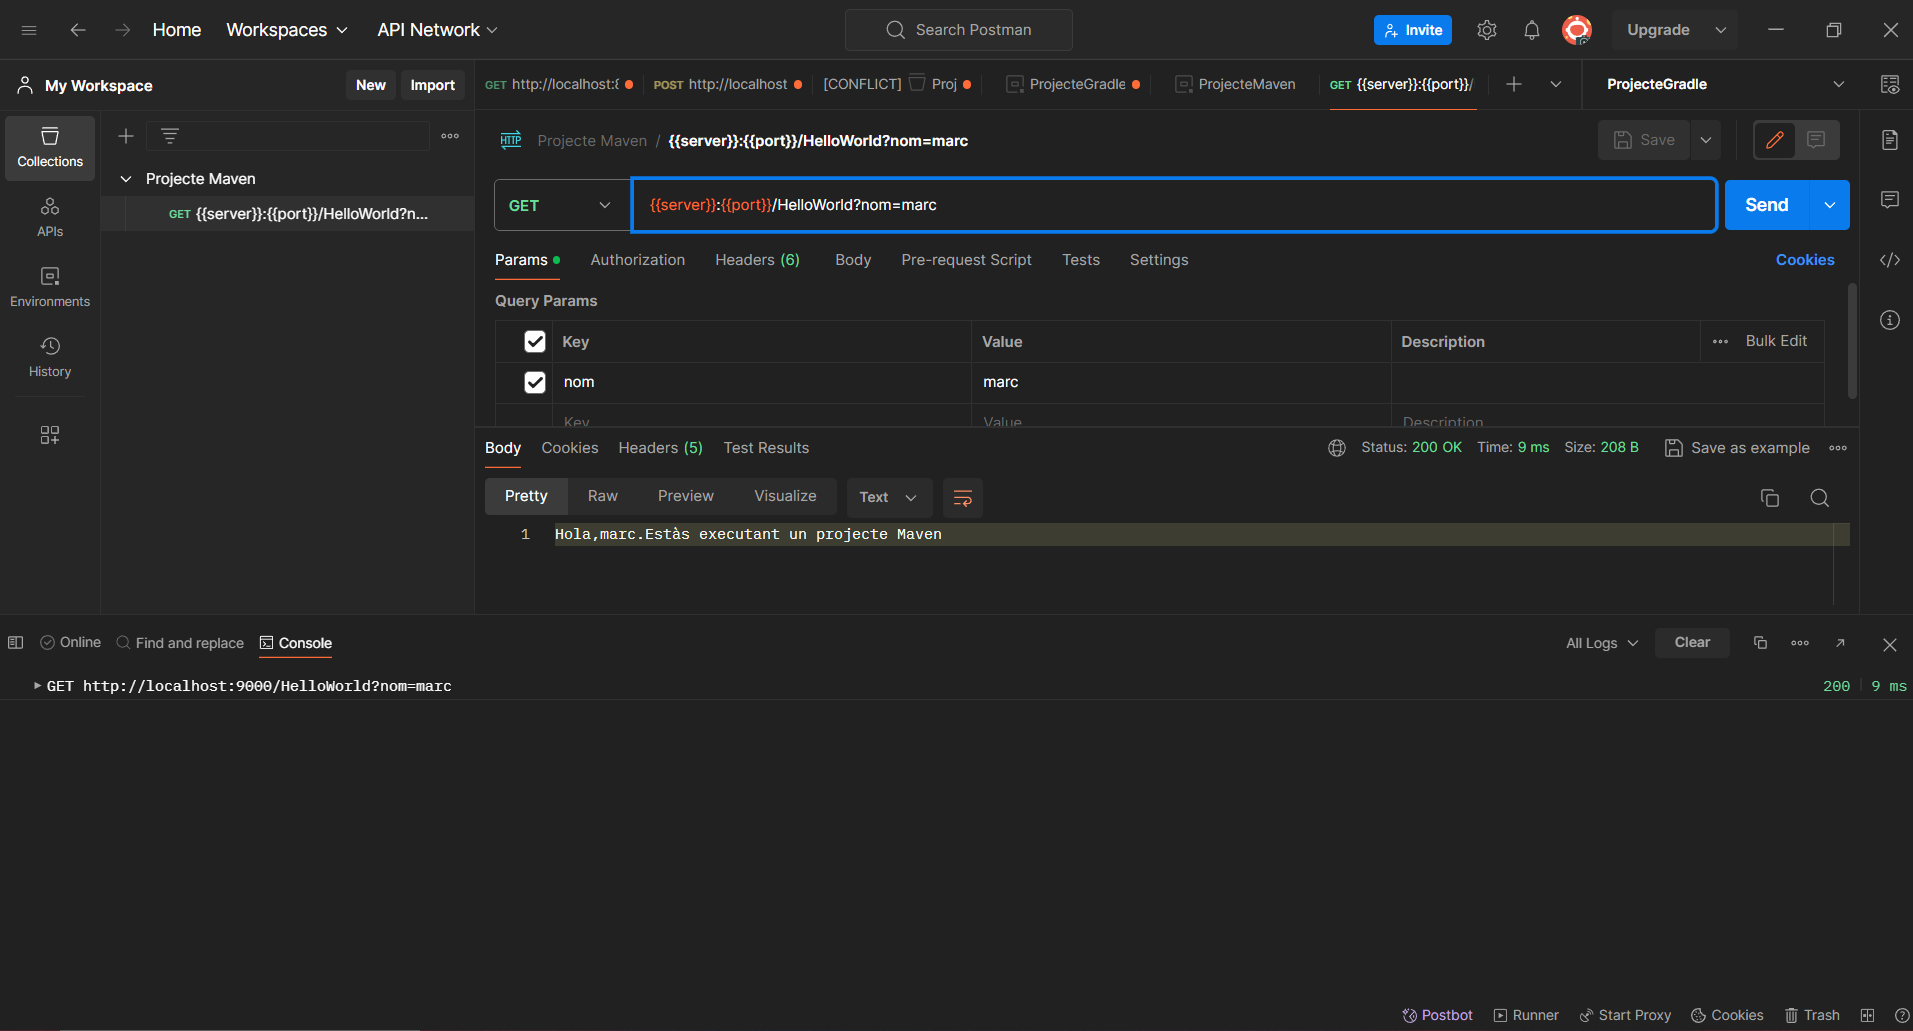 Home Workspaces API Network Search Postman Invite Upgrade
My Workspace New Import
GET http://localhost:8 POST http://localhost [CONFLICT] Proj ProjecteGradle ProjecteMaven GET {{server}}:{{port}}/ ProjecteGradle
Collections
APIs
Environments
History
Projecte Maven
GET {{server}}:{{port}}/HelloWorld?n...
HTTP Projecte Maven / {{server}}:{{port}}/HelloWorld?nom=marc Save
GET {{server}}:{{port}}/HelloWorld?nom=marc Send
Params Authorization Headers (6) Body Pre-request Script Tests Settings Cookies
Query Params
Key Value Description Bulk Edit
nom marc
Key Value Description
Body Cookies Headers (5) Test Results Status: 200 OK Time: 9 ms Size: 208 B Save as example
Pretty Raw Preview Visualize Text
1 Hola,marc.Estàs executant un projecte Maven
Online Find and replace Console All Logs Clear
GET http://localhost:9000/HelloWorld?nom=marc 200 9 ms
Postbot Runner Start Proxy Cookies Trash